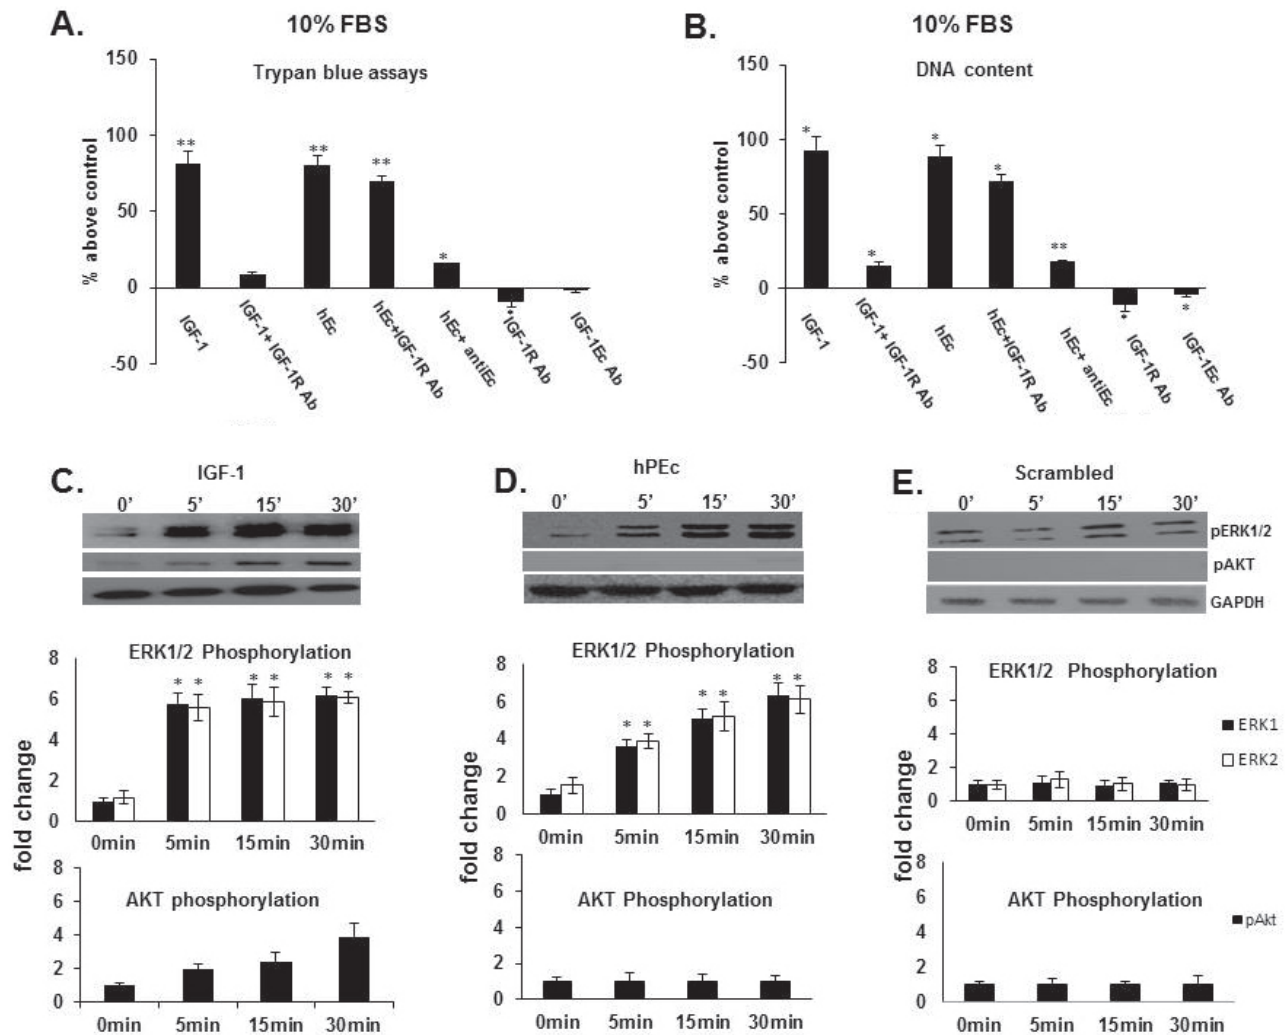 A.
10% FBS
Trypan blue assays
% above control
150
100
50
0
-50
**
**
**
*
*
IGF-1
IGF-1+ IGF-1R Ab
hEc
hEc+IGF-1R Ab
hEc+ antiEc
IGF-1R Ab
IGF-1Ec Ab
B.
10% FBS
DNA content
% above control
150
100
50
0
-50
*
*
*
*
**
*
*
IGF-1
IGF-1+ IGF-1R Ab
hEc
hEc+IGF-1R Ab
hEc+ antiEc
IGF-1R Ab
IGF-1Ec Ab
C.
IGF-1
0' 5' 15' 30'
ERK1/2 Phosphorylation
fold change
8
6
4
2
0
* * * * * *
0min 5min 15min 30min
AKT phosphorylation
8
6
4
2
0
0min 5min 15min 30min
D.
hPEc
0' 5' 15' 30'
ERK1/2 Phosphorylation
fold change
8
6
4
2
0
* * * * * *
0min 5min 15min 30min
AKT Phosphorylation
8
6
4
2
0
0min 5min 15min 30min
E.
Scrambled
0' 5' 15' 30'
pERK1/2
pAKT
GAPDH
ERK1/2 Phosphorylation
fold change
8
6
4
2
0
ERK1
ERK2
0min 5min 15min 30min
AKT Phosphorylation
8
6
4
2
0
pAkt
0min 5min 15min 30min